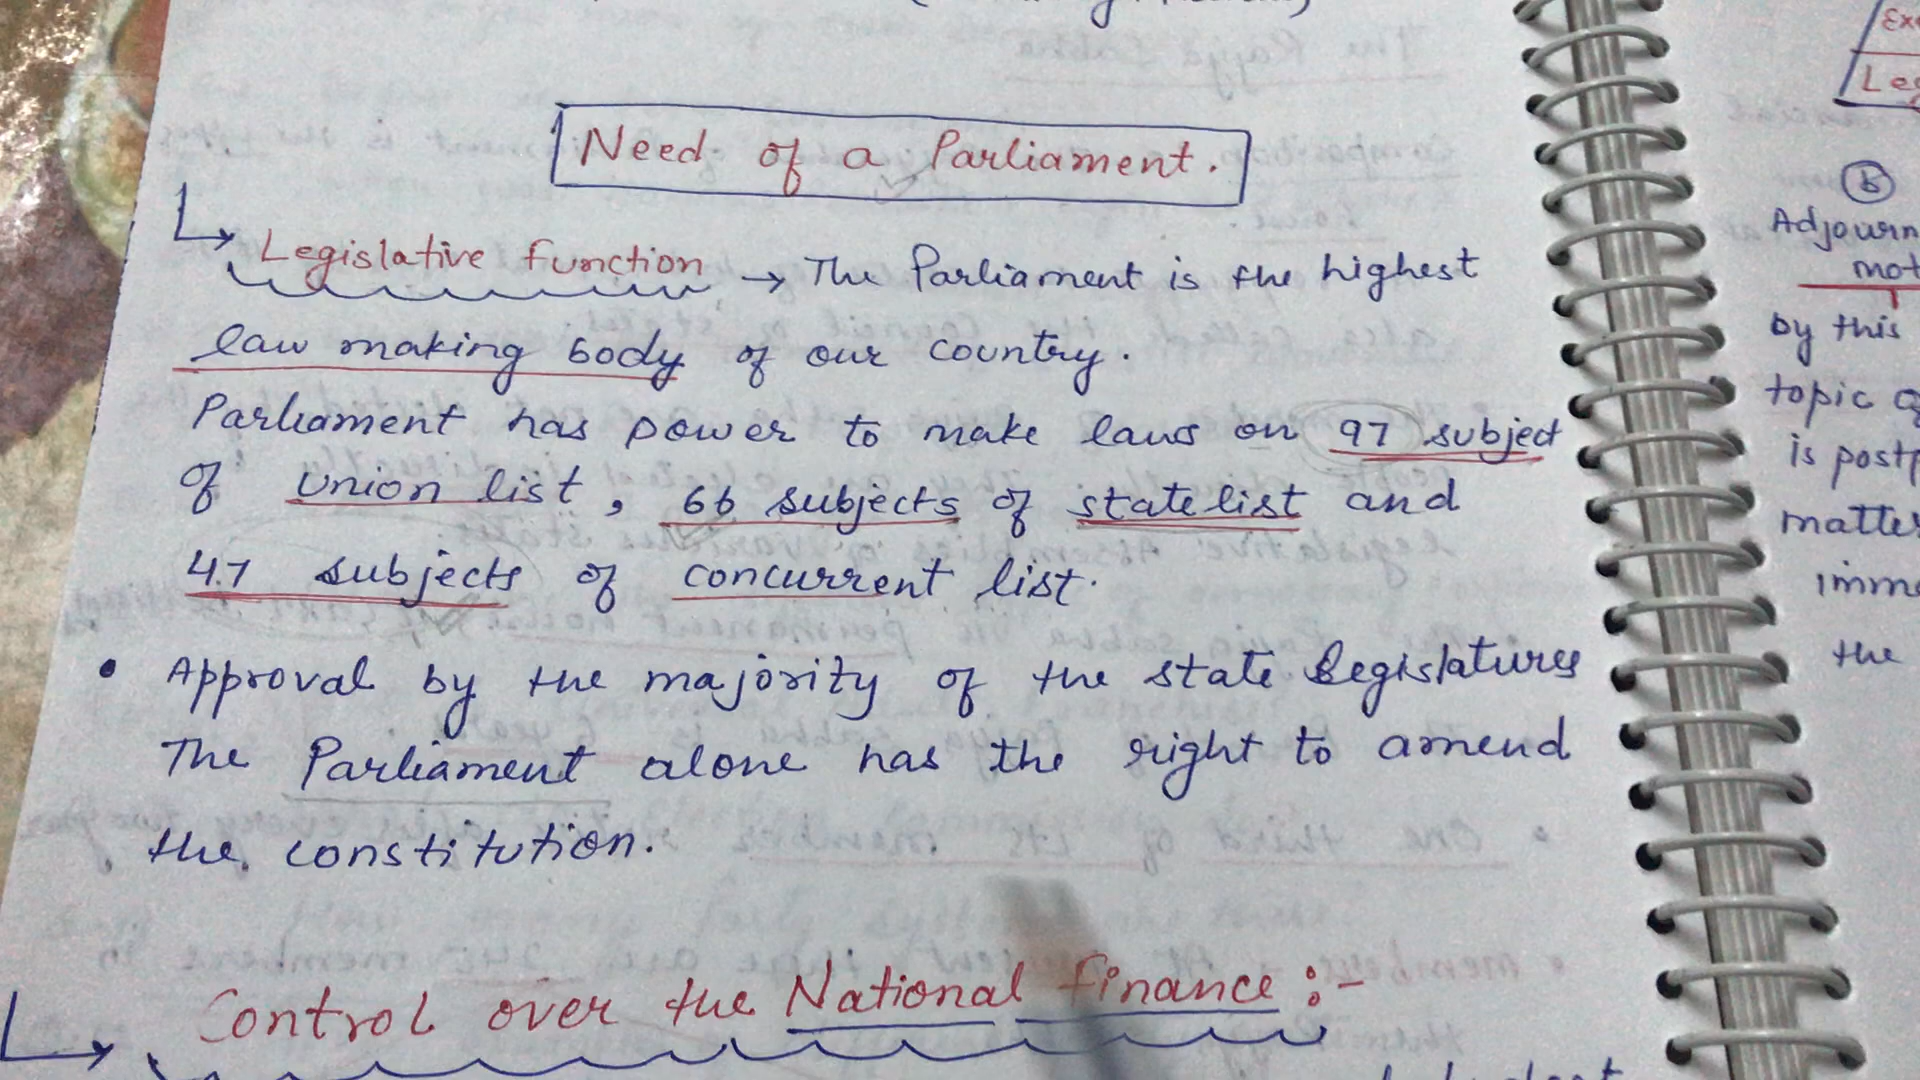 Need of a Parliament.
Legislative function → The Parliament is the highest
law making body of our country.
Parliament has power to make laws on 97 subject
of Union list, 66 subjects of state list and
47 subjects of concurrent list.
• Approval by the majority of the state legislatures
The Parliament alone has the right to amend
the constitution.
Control over the National Finance :-
B
Adjourn
mot
by this
topic
is post
matter
imme
the